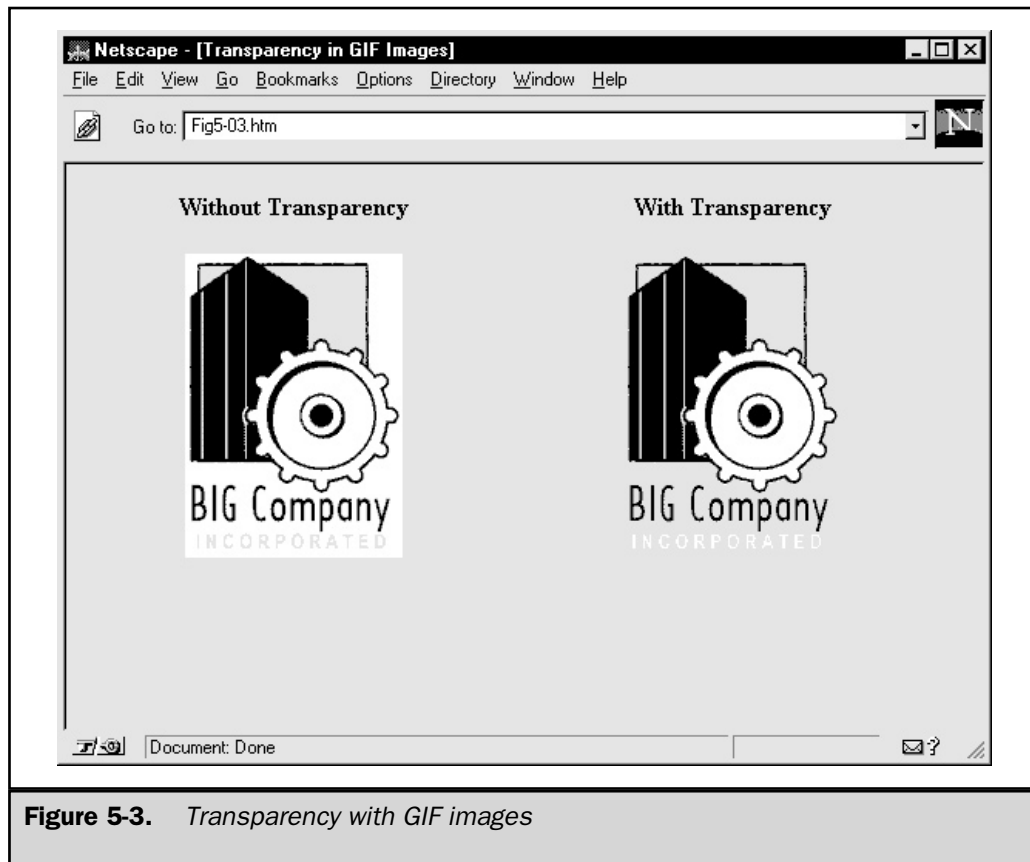 Netscape - [Transparency in GIF Images]
File Edit View Go Bookmarks Options Directory Window Help
Go to: Fig5-03.htm
N
Without Transparency With Transparency
BIG Company BIG Company
INCORPORATED INCORPORATED
Document: Done
?
Figure 5-3. Transparency with GIF images